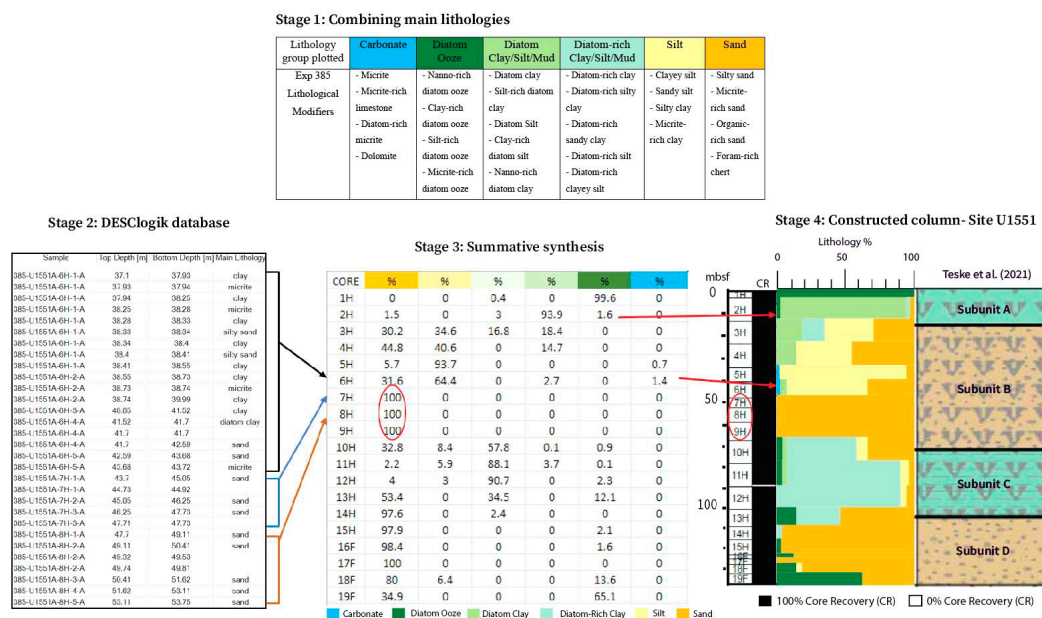 Stage 1: Combining main lithologies
Lithology group plotted
Carbonate
Diatom Ooze
Diatom Clay/Silt/Mud
Diatom-rich Clay/Silt/Mud
Silt
Sand
Exp 385
Lithological
Modifiers
- Micrite
- Micrite-rich
limestone
- Diatom-rich
micrite
- Dolomite
- Nanno-rich
diatom ooze
- Clay-rich
diatom ooze
- Silt-rich
diatom ooze
- Micrite-rich
diatom ooze
- Diatom clay
- Silt-rich diatom
clay
- Diatom Silt
- Clay-rich
diatom silt
- Nanno-rich
diatom clay
- Diatom-rich clay
- Diatom-rich silty
clay
- Diatom-rich
sandy clay
- Diatom-rich silt
- Diatom-rich
clayey silt
- Clayey silt
- Sandy silt
- Silty clay
- Micrite-
rich clay
- Silty sand
- Micrite-
rich sand
- Organic-
rich sand
- Foram-rich
chert
Stage 2: DESClogik database
Sample Top Depth [m] Bottom Depth [m] Main Lithology
385-U1551A-6H-1-A 37.1 37.93 clay
385-U1551A-6H-1-A 37.93 37.94 micrite
385-U1551A-6H-1-A 37.94 38.25 clay
385-U1551A-6H-1-A 38.25 38.28 micrite
385-U1551A-6H-1-A 38.28 38.33 clay
385-U1551A-6H-1-A 38.33 38.34 silty sand
385-U1551A-6H-1-A 38.34 38.4 clay
385-U1551A-6H-1-A 38.4 38.41 silty sand
385-U1551A-6H-1-A 38.41 38.55 clay
385-U1551A-6H-2-A 38.55 38.73 clay
385-U1551A-6H-2-A 38.73 38.74 micrite
385-U1551A-6H-2-A 38.74 39.99 clay
385-U1551A-6H-3-A 41.52 clay
385-U1551A-6H-4-A 41.52 41.7 diatom clay
385-U1551A-6H-4-A 41.7 41.7
385-U1551A-6H-4-A 41.7 42.59 sand
385-U1551A-6H-5-A 42.59 43.68 sand
385-U1551A-6H-5-A 43.68 43.72 micrite
385-U1551A-7H-1-A 43.7 45.05 sand
385-U1551A-7H-1-A 44.73 44.92
385-U1551A-7H-2-A 45.05 46.25 sand
385-U1551A-7H-3-A 46.25 47.73 sand
385-U1551A-7H-3-A 47.71 47.73
385-U1551A-8H-1-A 47.7 49.11 sand
385-U1551A-8H-2-A 49.11 50.41 sand
385-U1551A-8H-2-A
385-U1551A-8H-2-A 49.74 49.81
385-U1551A-8H-3-A 50.41 51.62 sand
385-U1551A-8H-4-A 51.62 53.11 sand
385-U1551A-8H-5-A 53.11 53.75 sand
Stage 3: Summative synthesis
CORE % % % % % %
1H 0 0 0.4 0 99.6 0
2H 1.5 0 3 93.9 1.6 0
3H 30.2 34.6 16.8 18.4 0 0
4H 44.8 40.6 0 14.7 0 0
5H 5.7 93.7 0 0 0 0.7
6H 31.6 64.4 0 2.7 0 1.4
7H 100 0 0 0 0 0
8H 100 0 0 0 0 0
9H 100 0 0 0 0 0
10H 32.8 8.4 57.8 0.1 0.9 0
11H 2.2 5.9 88.1 3.7 0.1 0
12H 4 3 90.7 0 2.3 0
13H 53.4 0 34.5 0 12.1 0
14H 97.6 0 2.4 0 0 0
15H 97.9 0 0 0 2.1 0
16F 98.4 0 0 0 1.6 0
17F 100 0 0 0 0 0
18F 80 6.4 0 0 13.6 0
19F 34.9 0 0 0 65.1 0
Carbonate Diatom Ooze Diatom Clay Diatom-Rich Clay Silt Sand
Stage 4: Constructed column- Site U1551
Lithology %
mbsf CR 0 50 100 Teske et al. (2021)
0
50
100
1H
2H
3H
4H
5H
6H
7H
8H
9H
10H
11H
12H
13H
14H
15H
16F
17F
18F
19F
Subunit A
Subunit B
Subunit C
Subunit D
100% Core Recovery (CR) 0% Core Recovery (CR)